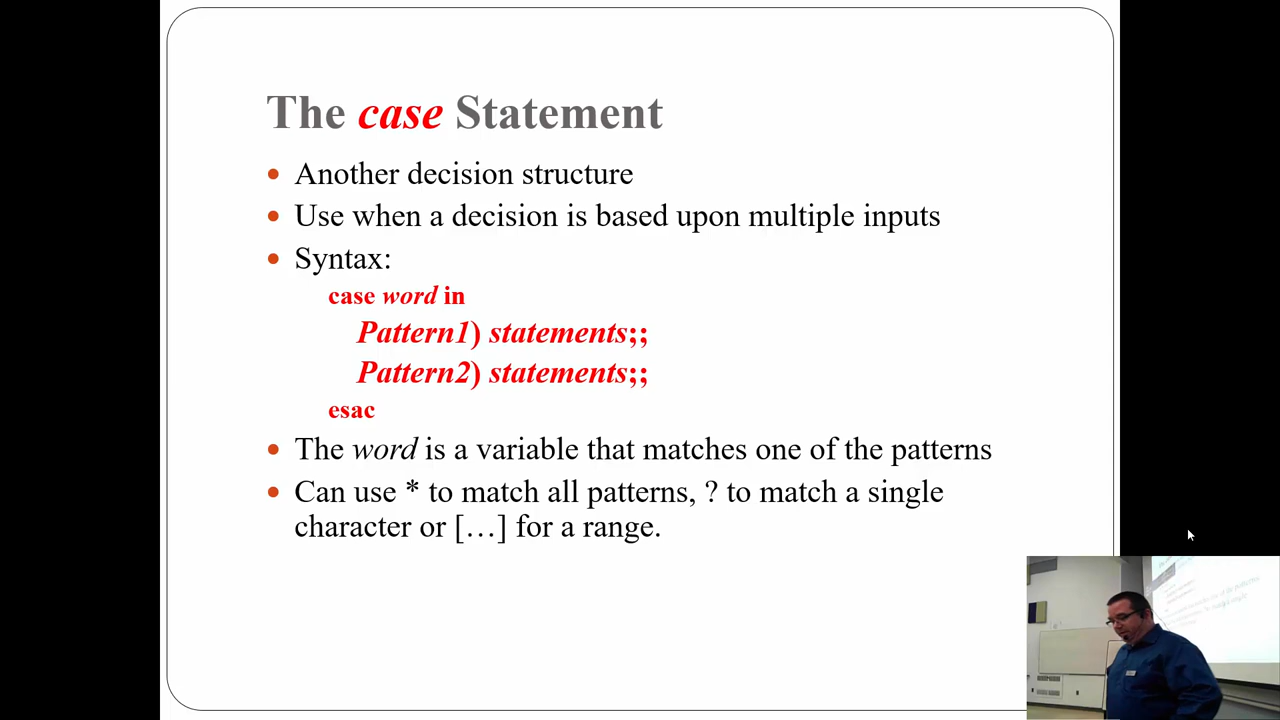 The case Statement
Another decision structure
Use when a decision is based upon multiple inputs
Syntax:
case word in
Pattern1) statements;;
Pattern2) statements;;
esac
The word is a variable that matches one of the patterns
Can use * to match all patterns, ? to match a single
character or […] for a range.